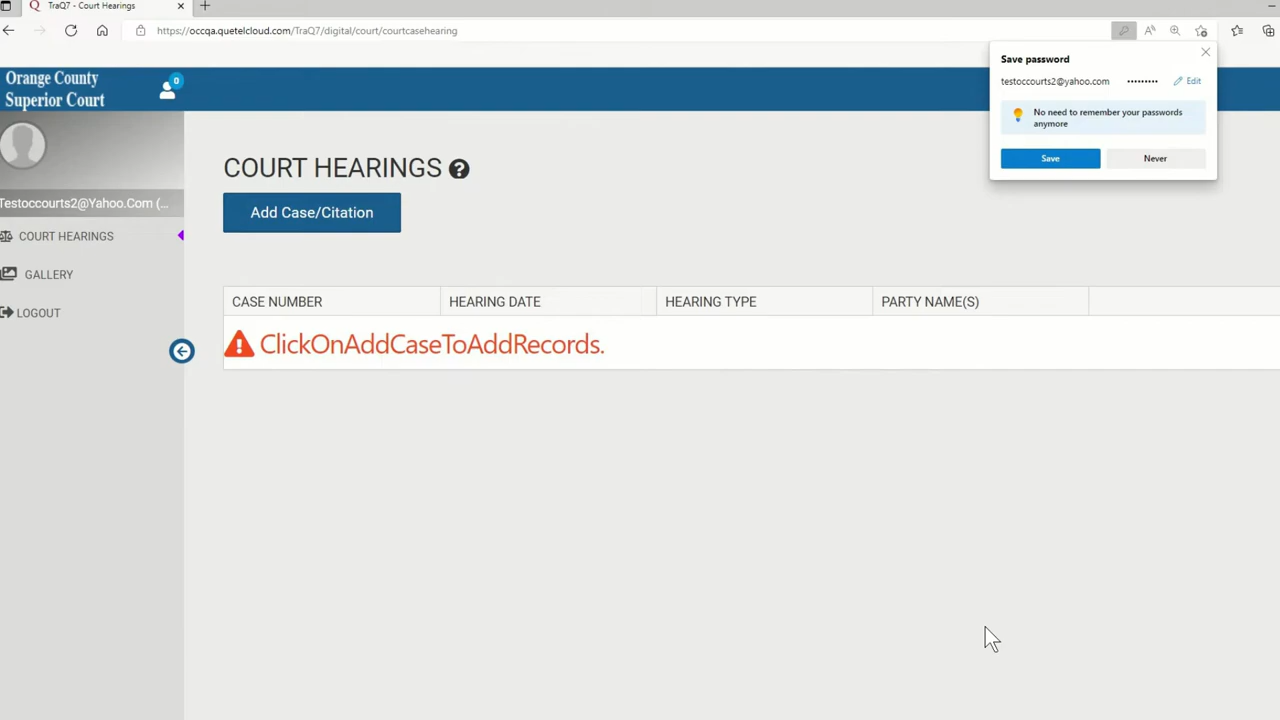 TraQ7 - Court Hearings
https://occqa.quetelcloud.com/TraQ7/digital/court/courtcasehearing
Save password
testoccourts2@yahoo.com ••••••••• Edit
No need to remember your passwords
anymore
Save Never
Orange County
Superior Court
0
Testoccourts2@Yahoo.Com (...
COURT HEARINGS
GALLERY
LOGOUT
COURT HEARINGS ?
Add Case/Citation
CASE NUMBER HEARING DATE HEARING TYPE PARTY NAME(S)
ClickOnAddCaseToAddRecords.